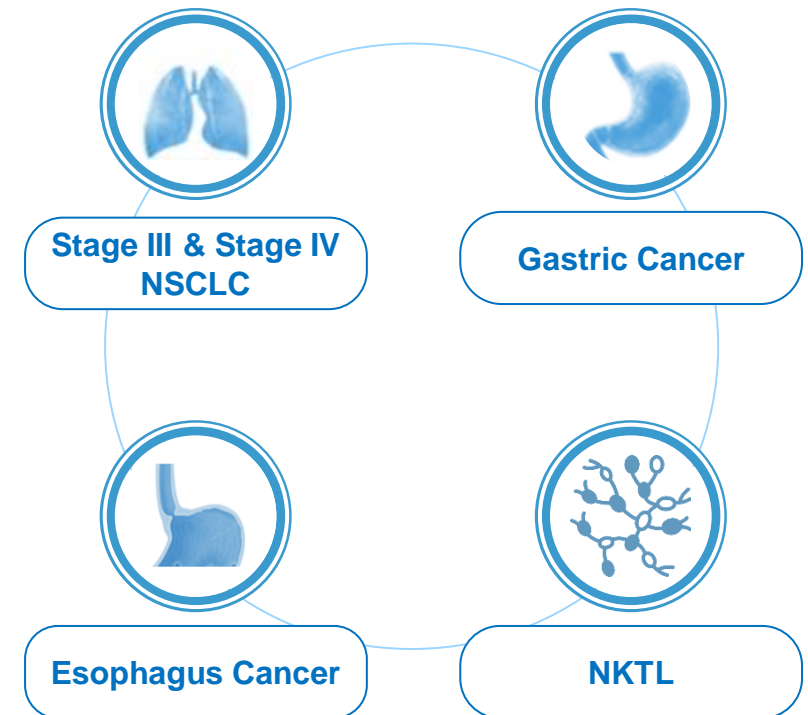 Stage III & Stage IV
NSCLC
Gastric Cancer
Esophagus Cancer
NKTL